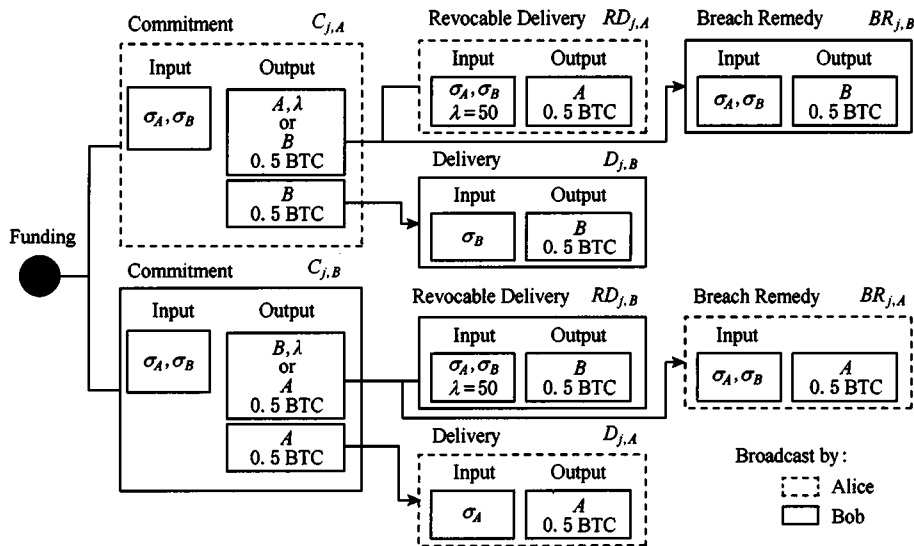 Commitment C_{j,A}
Input Output
σ_A, σ_B
A, λ
or
B
0. 5 BTC
B
0. 5 BTC
Revocable Delivery RD_{j,A}
Input Output
σ_A, σ_B
λ=50
A
0. 5 BTC
Breach Remedy BR_{j,B}
Input Output
σ_A, σ_B
B
0. 5 BTC
Delivery D_{j,B}
Input Output
σ_B
B
0. 5 BTC
Funding
Commitment C_{j,B}
Input Output
σ_A, σ_B
B, λ
or
A
0. 5 BTC
A
0. 5 BTC
Revocable Delivery RD_{j,B}
Input Output
σ_A, σ_B
λ=50
B
0. 5 BTC
Breach Remedy BR_{j,A}
Input
σ_A, σ_B
A
0. 5 BTC
Delivery D_{j,A}
Input Output
σ_A
A
0. 5 BTC
Broadcast by:
Alice
Bob